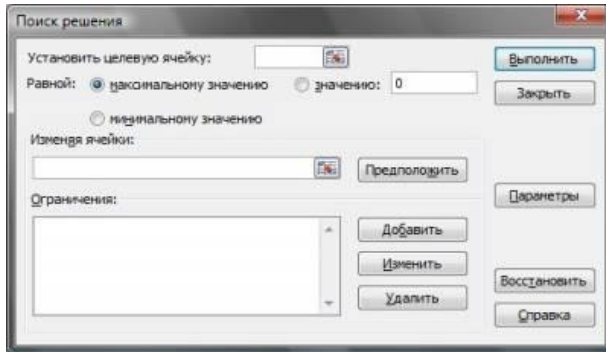 Поиск решения
Установить целевую ячейку:
Выполнить
Равной:
максимальному значению
значению:
0
Закрыть
минимальному значению
Изменяя ячейки:
Предположить
Параметры
Ограничения:
Добавить
Изменить
Удалить
Восстановить
Справка